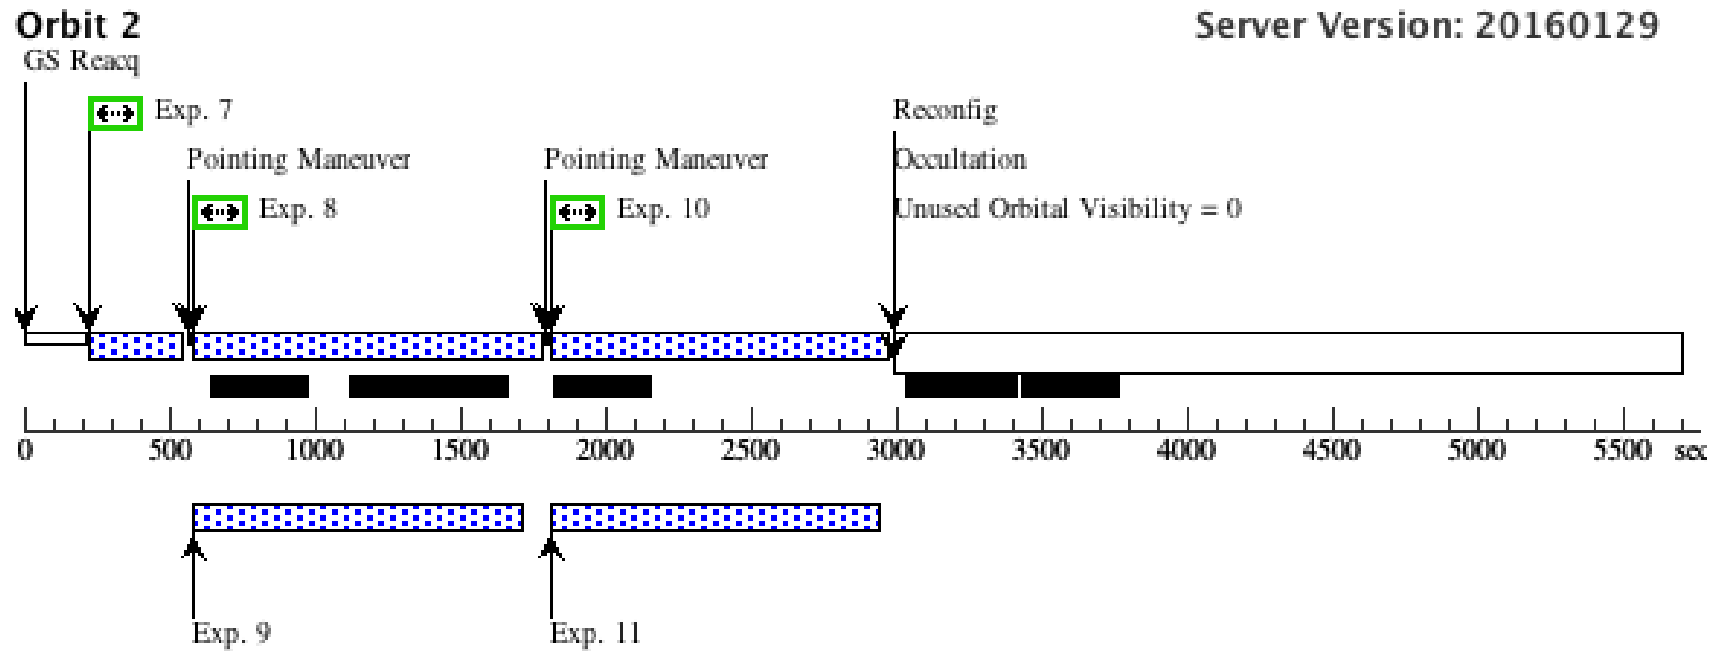 Orbit 2
Server Version: 20160129
GS Reacq
Exp. 7
Reconfig
Pointing Maneuver
Pointing Maneuver
Occultation
Exp. 8
Exp. 10
Unused Orbital Visibility = 0
0 500 1000 1500 2000 2500 3000 3500 4000 4500 5000 5500 sec
Exp. 9
Exp. 11